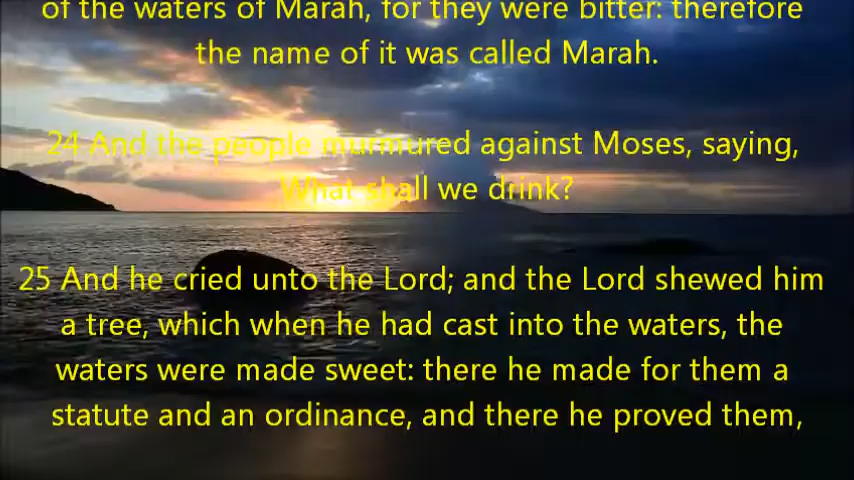 of the waters of Marah, for they were bitter: therefore
the name of it was called Marah.
24 And the people murmured against Moses, saying,
What shall we drink?
25 And he cried unto the Lord; and the Lord shewed him
a tree, which when he had cast into the waters, the
waters were made sweet: there he made for them a
statute and an ordinance, and there he proved them,